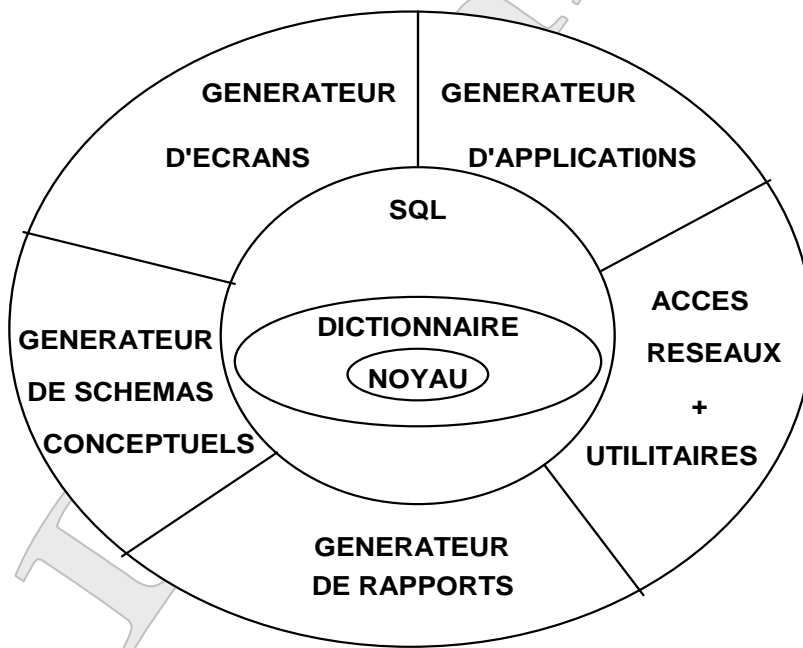 GENERATEUR
D'ECRANS
GENERATEUR
D'APPLICATI0NS
SQL
ACCES
RESEAUX
+
UTILITAIRES
DICTIONNAIRE
NOYAU
GENERATEUR
DE SCHEMAS
CONCEPTUELS
GENERATEUR
DE RAPPORTS